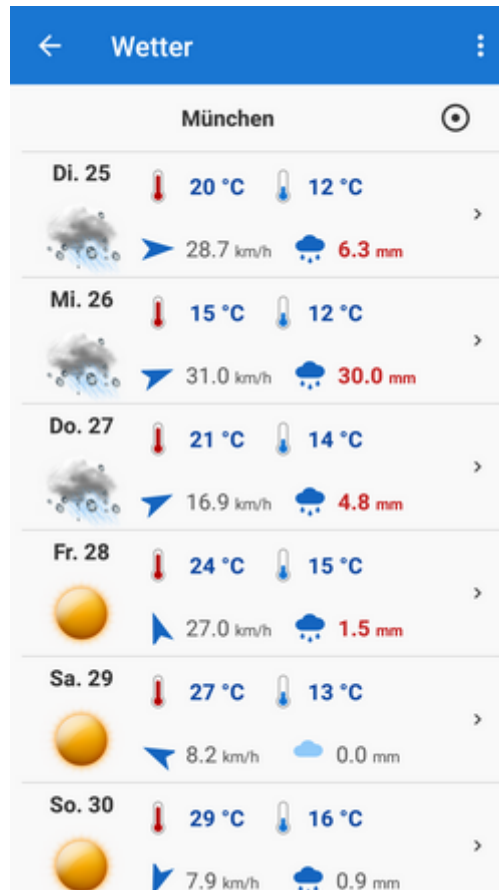 Wetter
München
Di. 25
20 °C 12 °C
28.7 km/h 6.3 mm
Mi. 26
15 °C 12 °C
31.0 km/h 30.0 mm
Do. 27
21 °C 14 °C
16.9 km/h 4.8 mm
Fr. 28
24 °C 15 °C
27.0 km/h 1.5 mm
Sa. 29
27 °C 13 °C
8.2 km/h 0.0 mm
So. 30
29 °C 16 °C
7.9 km/h 0.9 mm